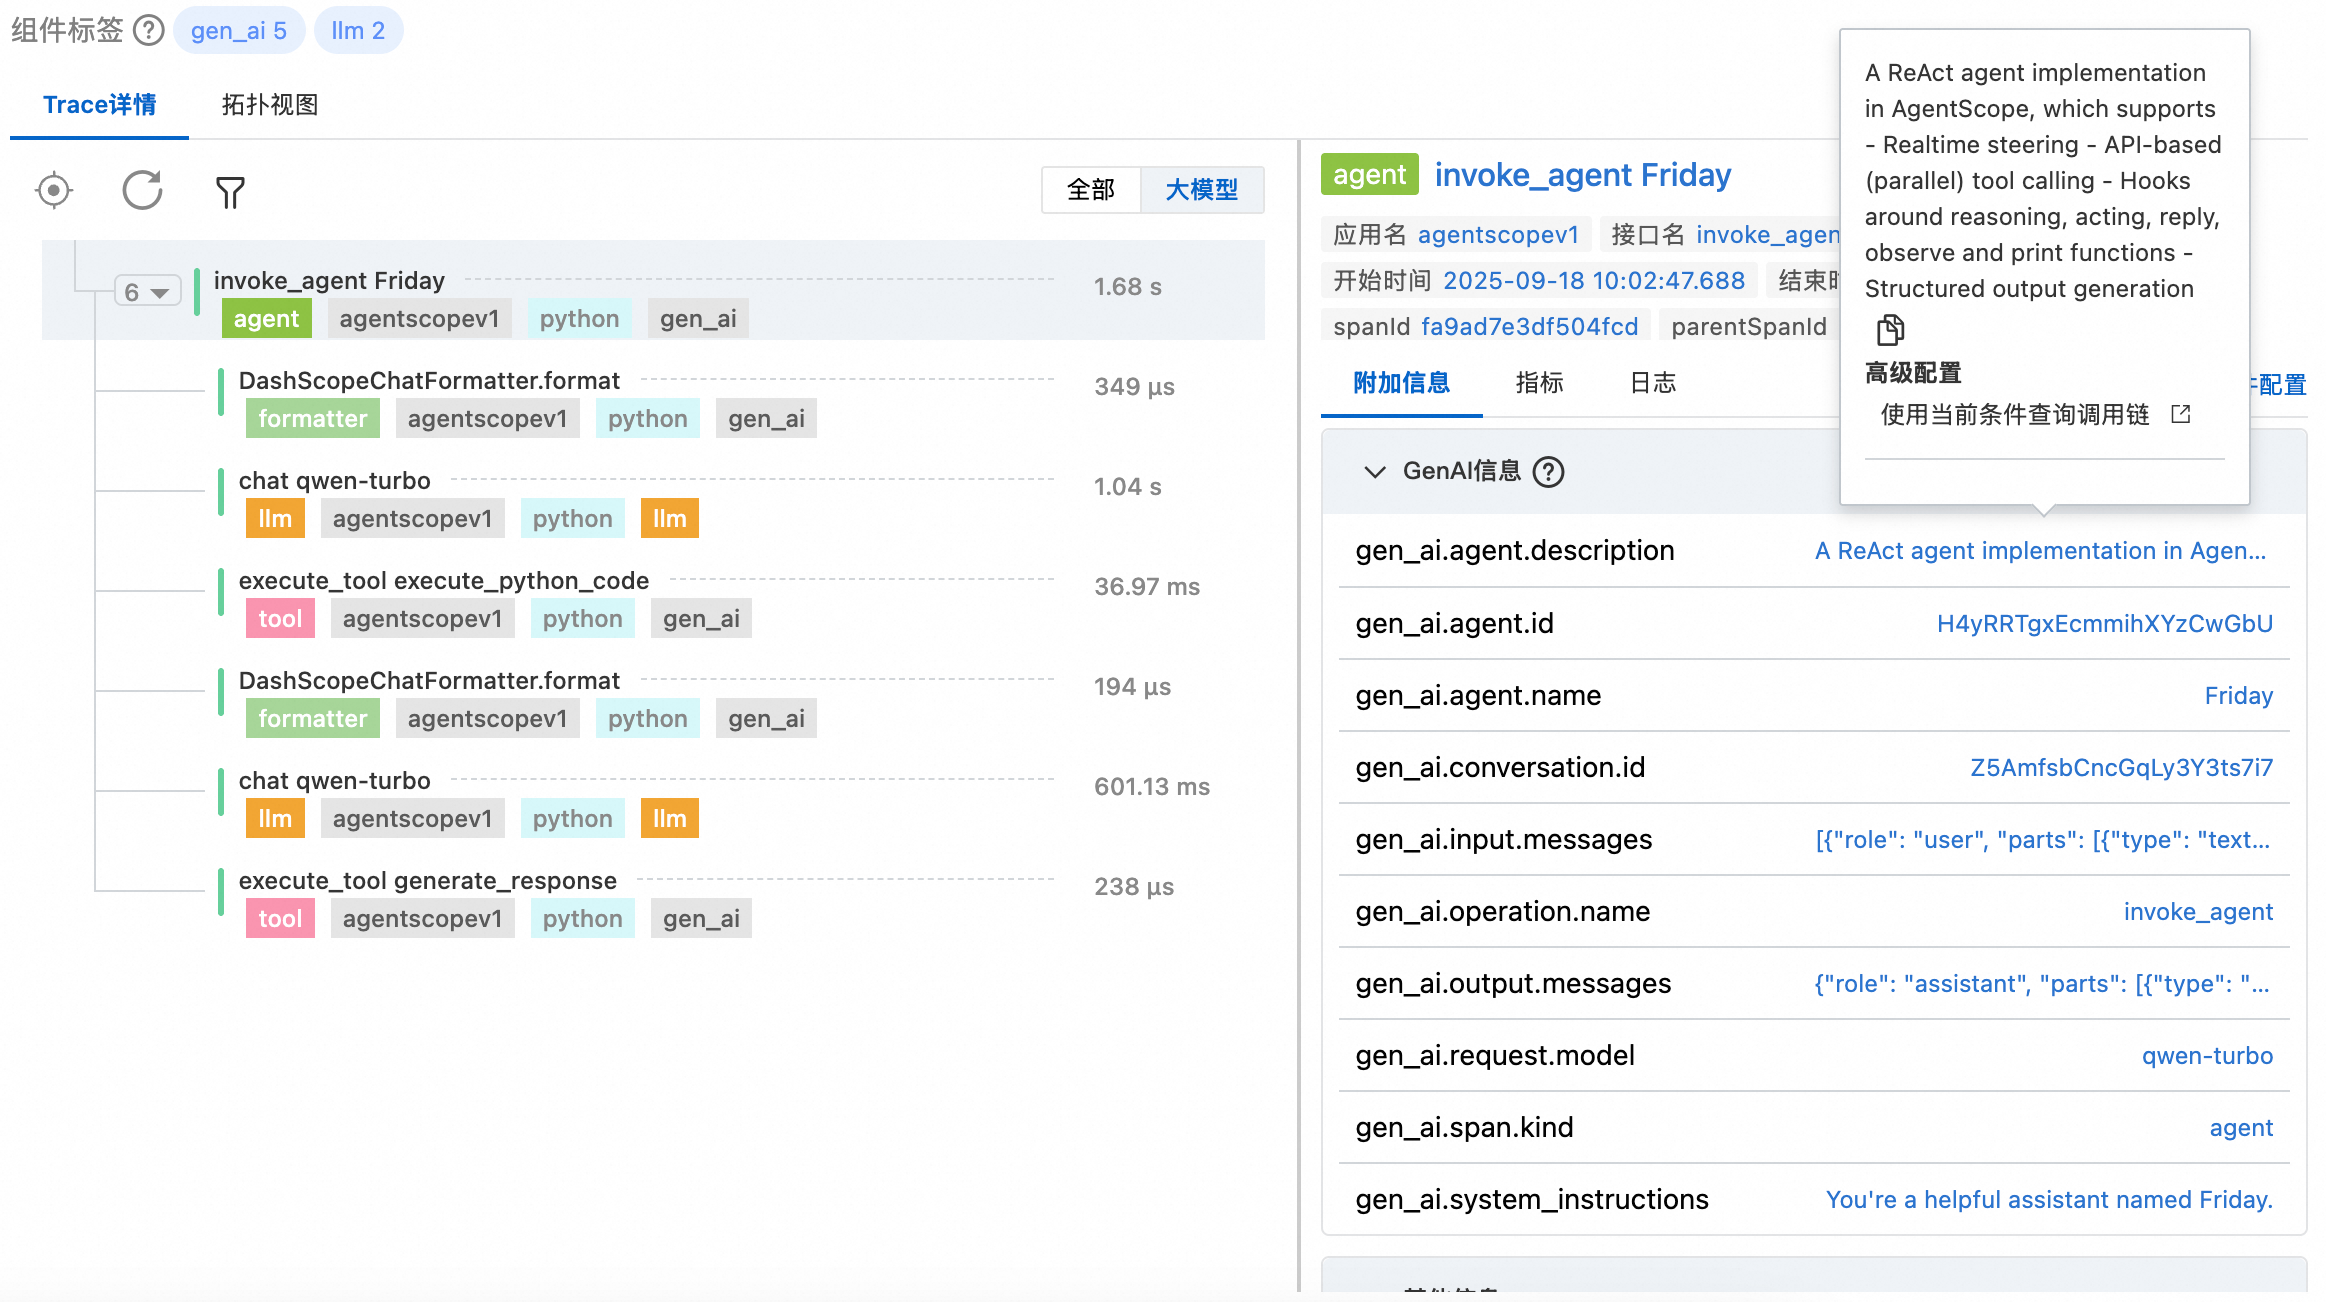 组件标签 gen_ai 5 llm 2
Trace详情 拓扑视图
全部 大模型
6 invoke_agent Friday 1.68 s
agent agentscopev1 python gen_ai
DashScopeChatFormatter.format 349 μs
formatter agentscopev1 python gen_ai
chat qwen-turbo 1.04 s
llm agentscopev1 python llm
execute_tool execute_python_code 36.97 ms
tool agentscopev1 python gen_ai
DashScopeChatFormatter.format 194 μs
formatter agentscopev1 python gen_ai
chat qwen-turbo 601.13 ms
llm agentscopev1 python llm
execute_tool generate_response 238 μs
tool agentscopev1 python gen_ai
agent invoke_agent Friday
应用名 agentscopev1 接口名 invoke_agen
开始时间 2025-09-18 10:02:47.688 结束
spanId fa9ad7e3df504fcd parentSpanId
附加信息 指标 日志 配置
A ReAct agent implementation
in AgentScope, which supports
- Realtime steering - API-based
(parallel) tool calling - Hooks
around reasoning, acting, reply,
observe and print functions -
Structured output generation
高级配置
使用当前条件查询调用链
GenAI信息
gen_ai.agent.description A ReAct agent implementation in Agen...
gen_ai.agent.id H4yRRTgxEcmmihXYzCwGbU
gen_ai.agent.name Friday
gen_ai.conversation.id Z5AmfsbCncGqLy3Y3ts7i7
gen_ai.input.messages [{"role": "user", "parts": [{"type": "text...
gen_ai.operation.name invoke_agent
gen_ai.output.messages {"role": "assistant", "parts": [{"type": "...
gen_ai.request.model qwen-turbo
gen_ai.span.kind agent
gen_ai.system_instructions You're a helpful assistant named Friday.